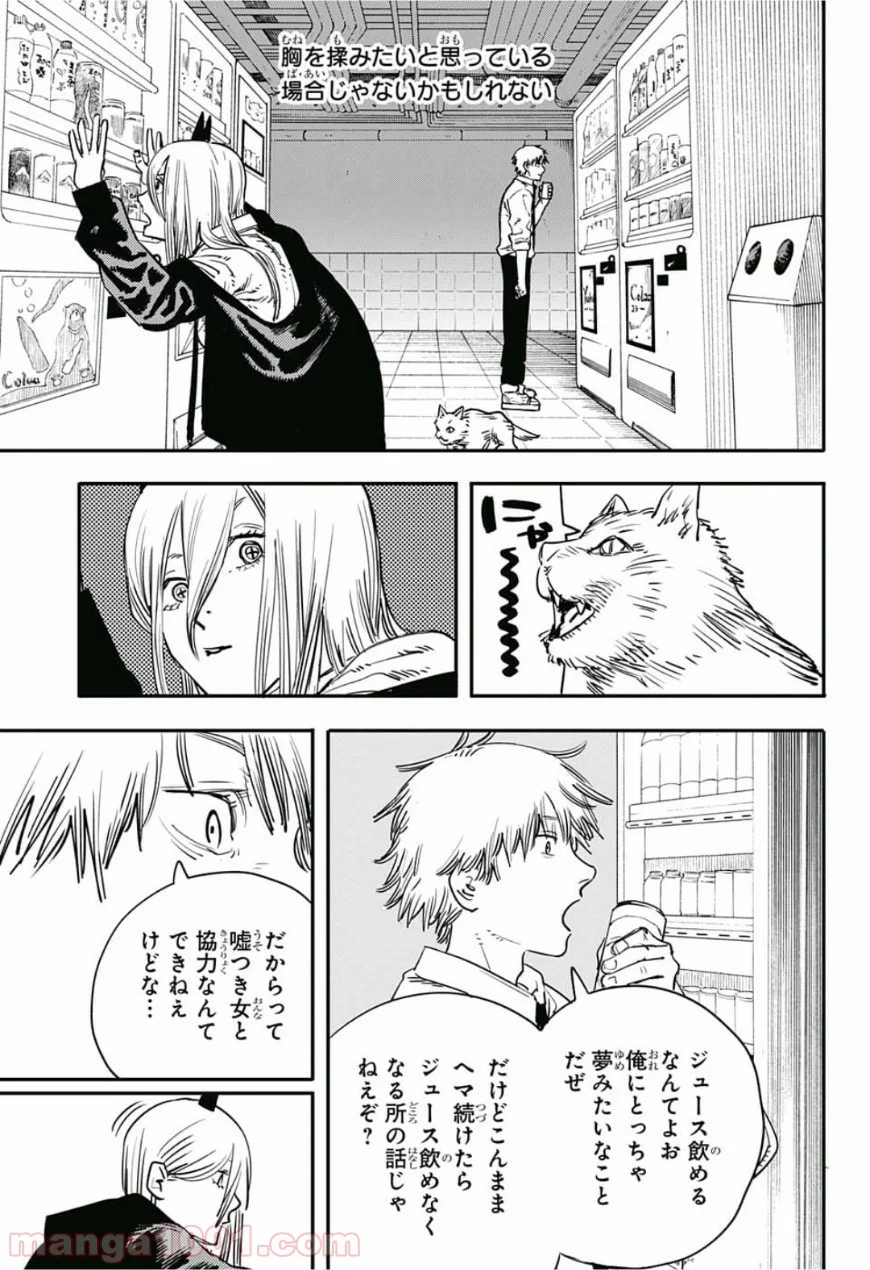 胸を揉みたいと思っている
場合じゃないかもしれない
Colaas
Cola
にゃ
ジュース飲める
なんてよお
俺にとっちゃ
夢みたいなこと
だぜ
だけどこんまま
ヘマ続けたら
ジュース飲めなく
なる所の話じゃ
ねえぞ?
だからって
嘘つき女と
協力なんて
できねえ
けどな…
manga1001.com